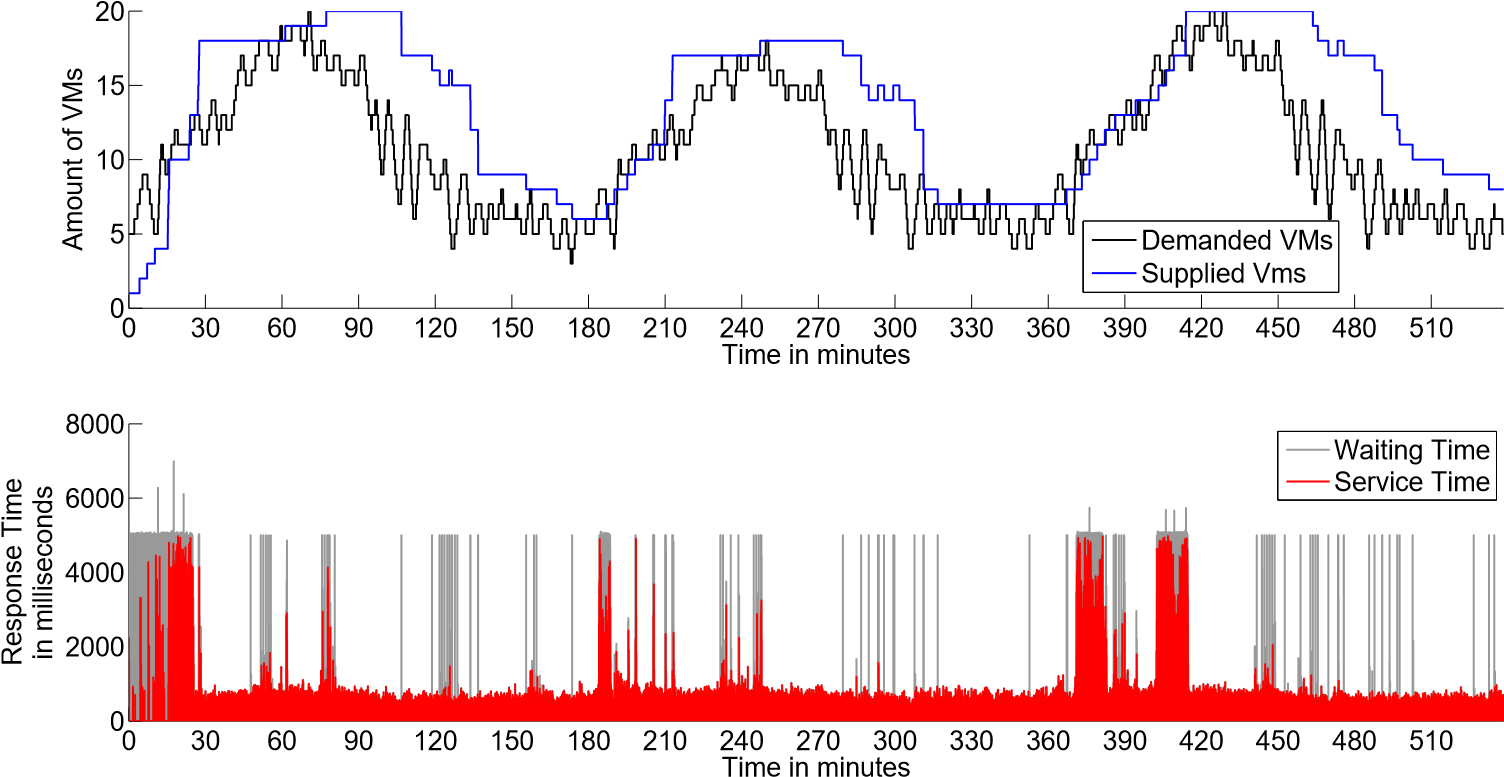 20
15
10
5
0
Amount of VMs
0 30 60 90 120 150 180 210 240 270 300 330 360 390 420 450 480 510
Time in minutes
Demanded VMs
Supplied Vms
8000
6000
4000
2000
0
Response Time
in milliseconds
Waiting Time
Service Time
0 30 60 90 120 150 180 210 240 270 300 330 360 390 420 450 480 510
Time in minutes